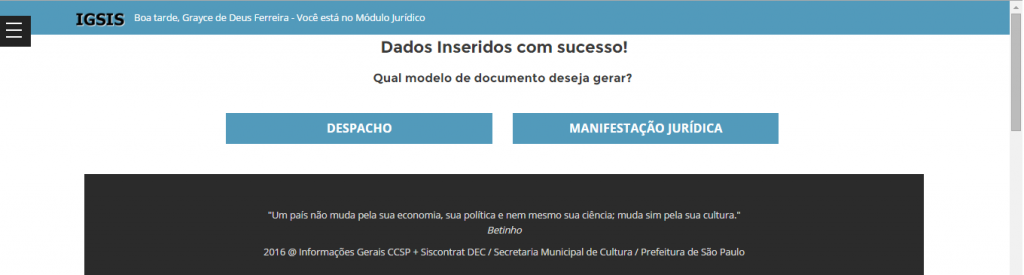 IGSIS Boa tarde, Grayce de Deus Ferreira - Você está no Módulo Jurídico
Dados Inseridos com sucesso!
Qual modelo de documento deseja gerar?
DESPACHO MANIFESTAÇÃO JURÍDICA
"Um país não muda pela sua economia, sua política e nem mesmo sua ciência; muda sim pela sua cultura."
Betinho
2016 @ Informações Gerais CCSP + Siscontrat DEC / Secretaria Municipal de Cultura / Prefeitura de São Paulo